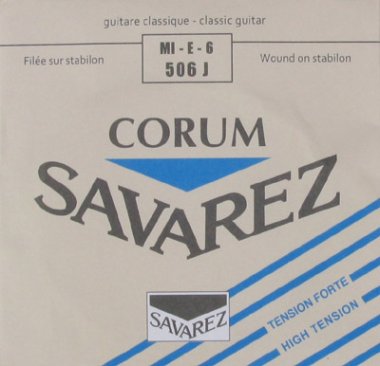 guitare classique - classic guitar
MI - E - 6
Filée sur stabilon
506 J
Wound on stabilon
CORUM
SAVAREZ
SAVAREZ
TENSION FORTE
HIGH TENSION